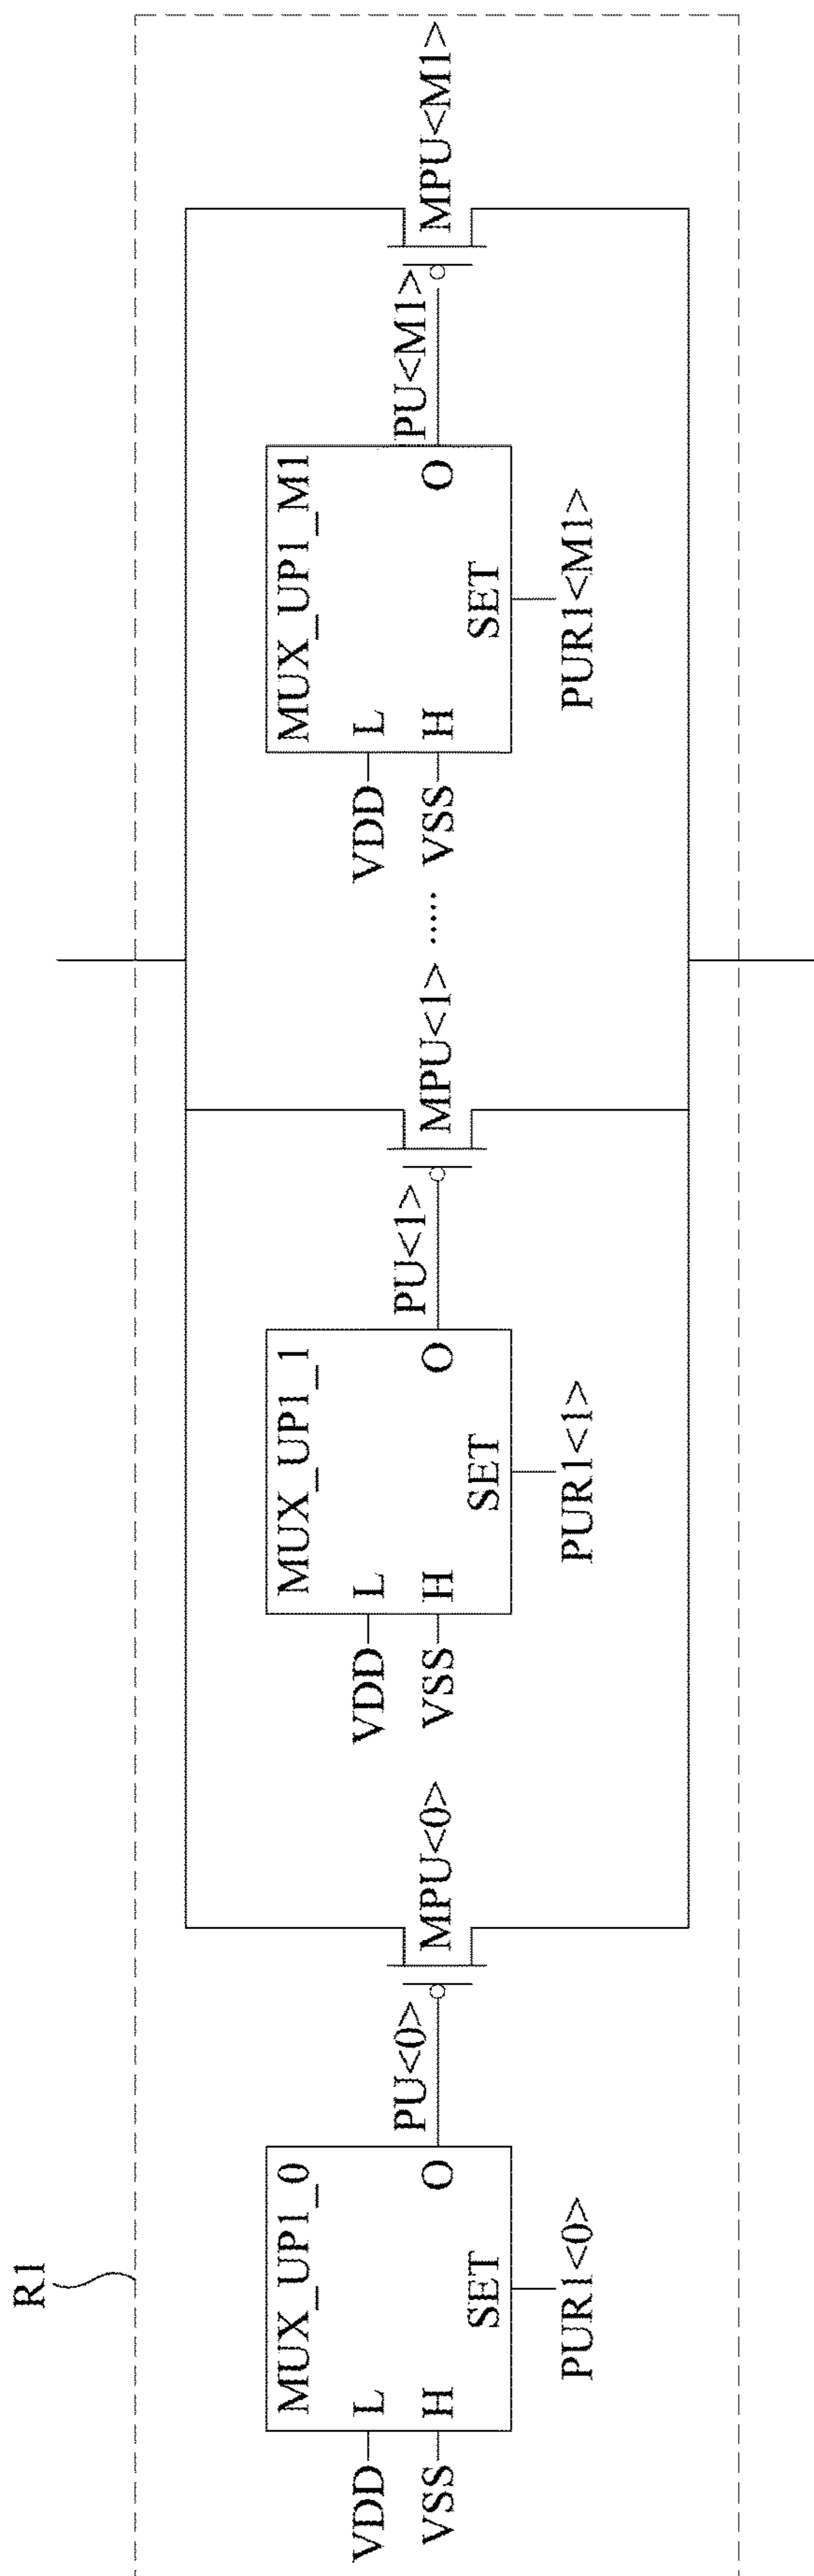 R1
MUX_UP1_0
VDD
L
VSS
H
O
SET
PUR1<0>
PU<0>
MPU<0>
MUX_UP1_1
VDD
L
VSS
H
O
SET
PUR1<1>
PU<1>
MPU<1>
.....
MUX_UP1_M1
VDD
L
VSS
H
O
SET
PUR1<M1>
PU<M1>
MPU<M1>